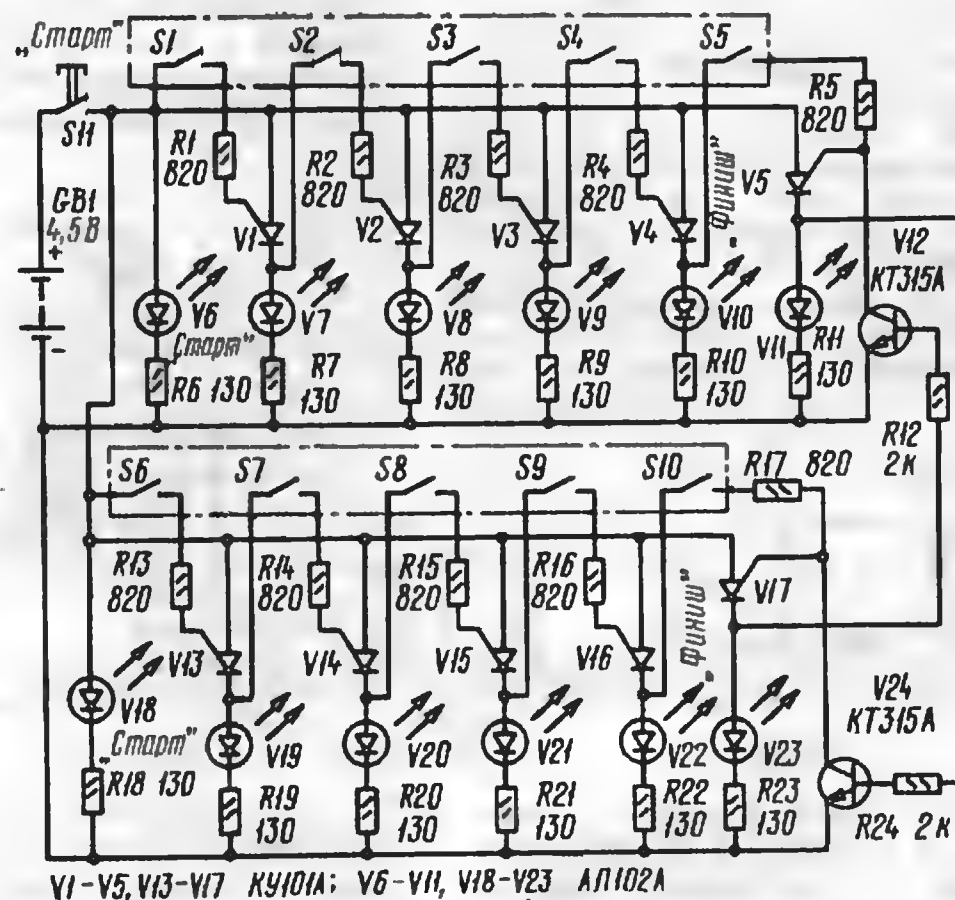 „Старт"
S1
S2
S3
S4
S5
S11
R1
820
R2
820
R3
820
R4
820
R5
820
GB1
4,5В
+
-
V1
V2
V3
V4
V5
„Финиш"
V12
КТ315А
V6
V7
V8
V9
V10
V11
„Старт"
R6 130
R7
130
R8
130
R9
130
R10
130
R11
130
R12
2к
S6
S7
S8
S9
S10
R17 820
R13
820
R14
820
R15
820
R16
820
„Финиш"
V17
V13
V14
V15
V16
V18
V19
V20
V21
V22
V23
V24
КТ315А
„Старт"
R18 130
R19
130
R20
130
R21
130
R22
130
R23
130
R24 2к
V1-V5, V13-V17 КУ101А; V6-V11, V18-V23 АЛ102А